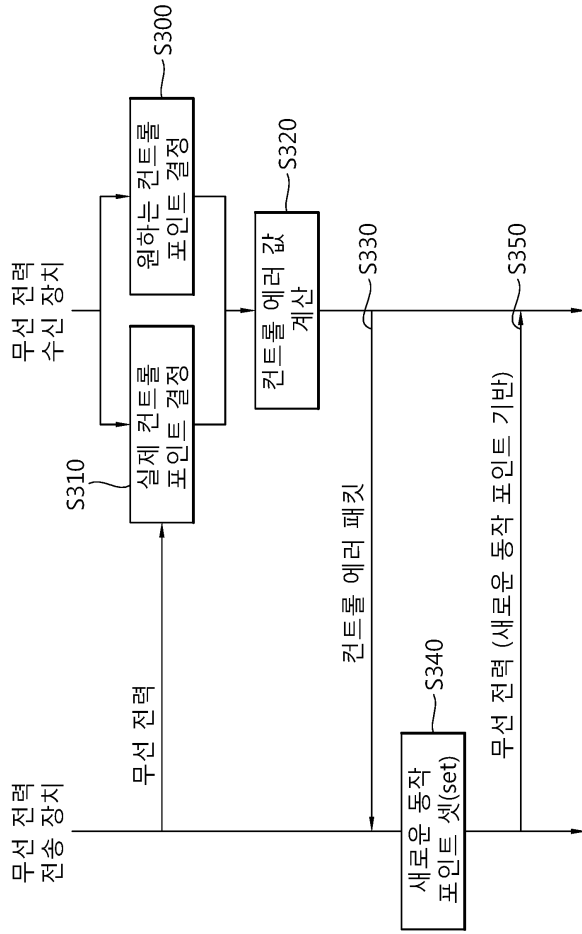 무선 전력
전송 장치
무선 전력
수신 장치
무선 전력
S310
실제 컨트롤
포인트 결정
원하는 컨트롤
포인트 결정
S300
컨트롤 에러 값
계산
S320
컨트롤 에러 패킷
S330
새로운 동작
포인트 셋(set)
S340
무선 전력 (새로운 동작 포인트 기반)
S350